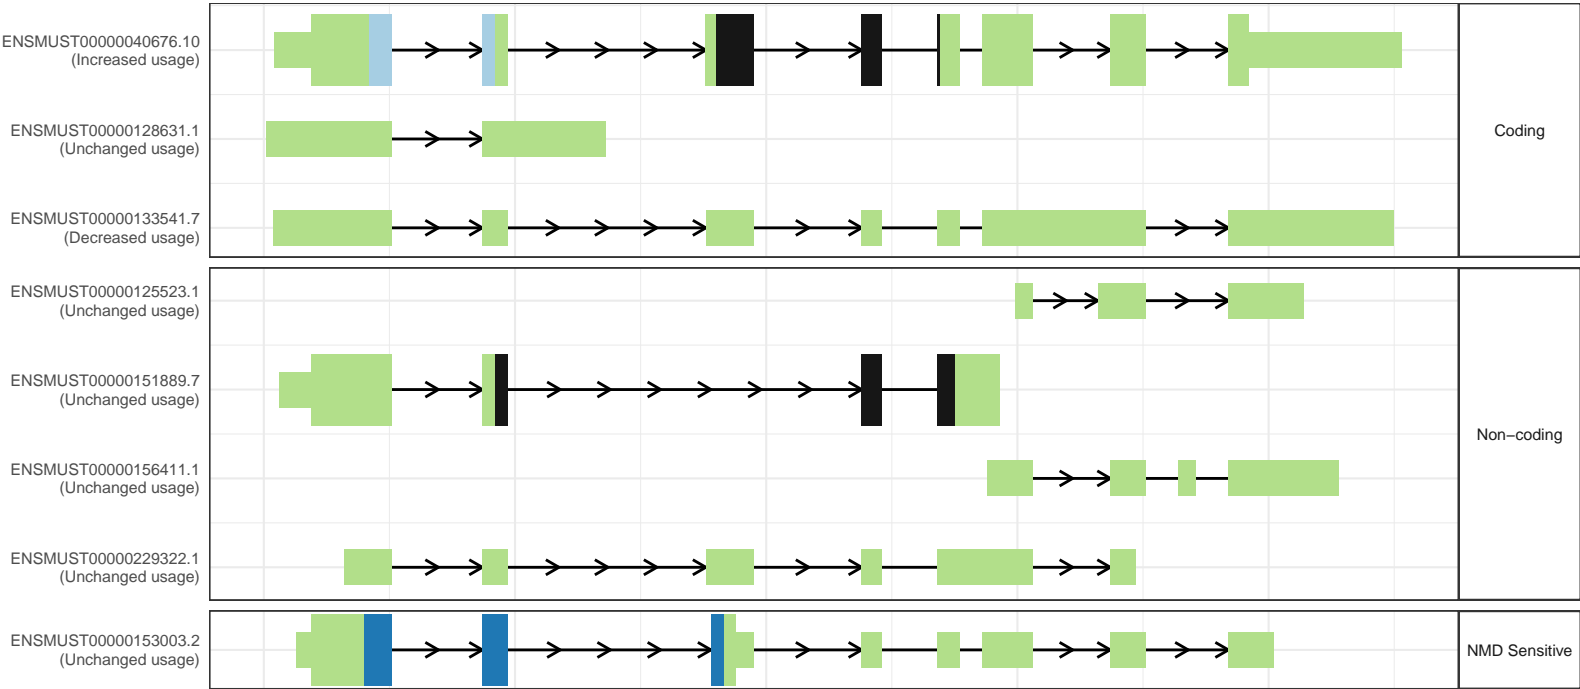 ENSMUST00000040676.10
(Increased usage)
ENSMUST00000128631.1
(Unchanged usage)
ENSMUST00000133541.7
(Decreased usage)
Coding
ENSMUST00000125523.1
(Unchanged usage)
ENSMUST00000151889.7
(Unchanged usage)
ENSMUST00000156411.1
(Unchanged usage)
ENSMUST00000229322.1
(Unchanged usage)
Non−coding
ENSMUST00000153003.2
(Unchanged usage)
NMD Sensitive